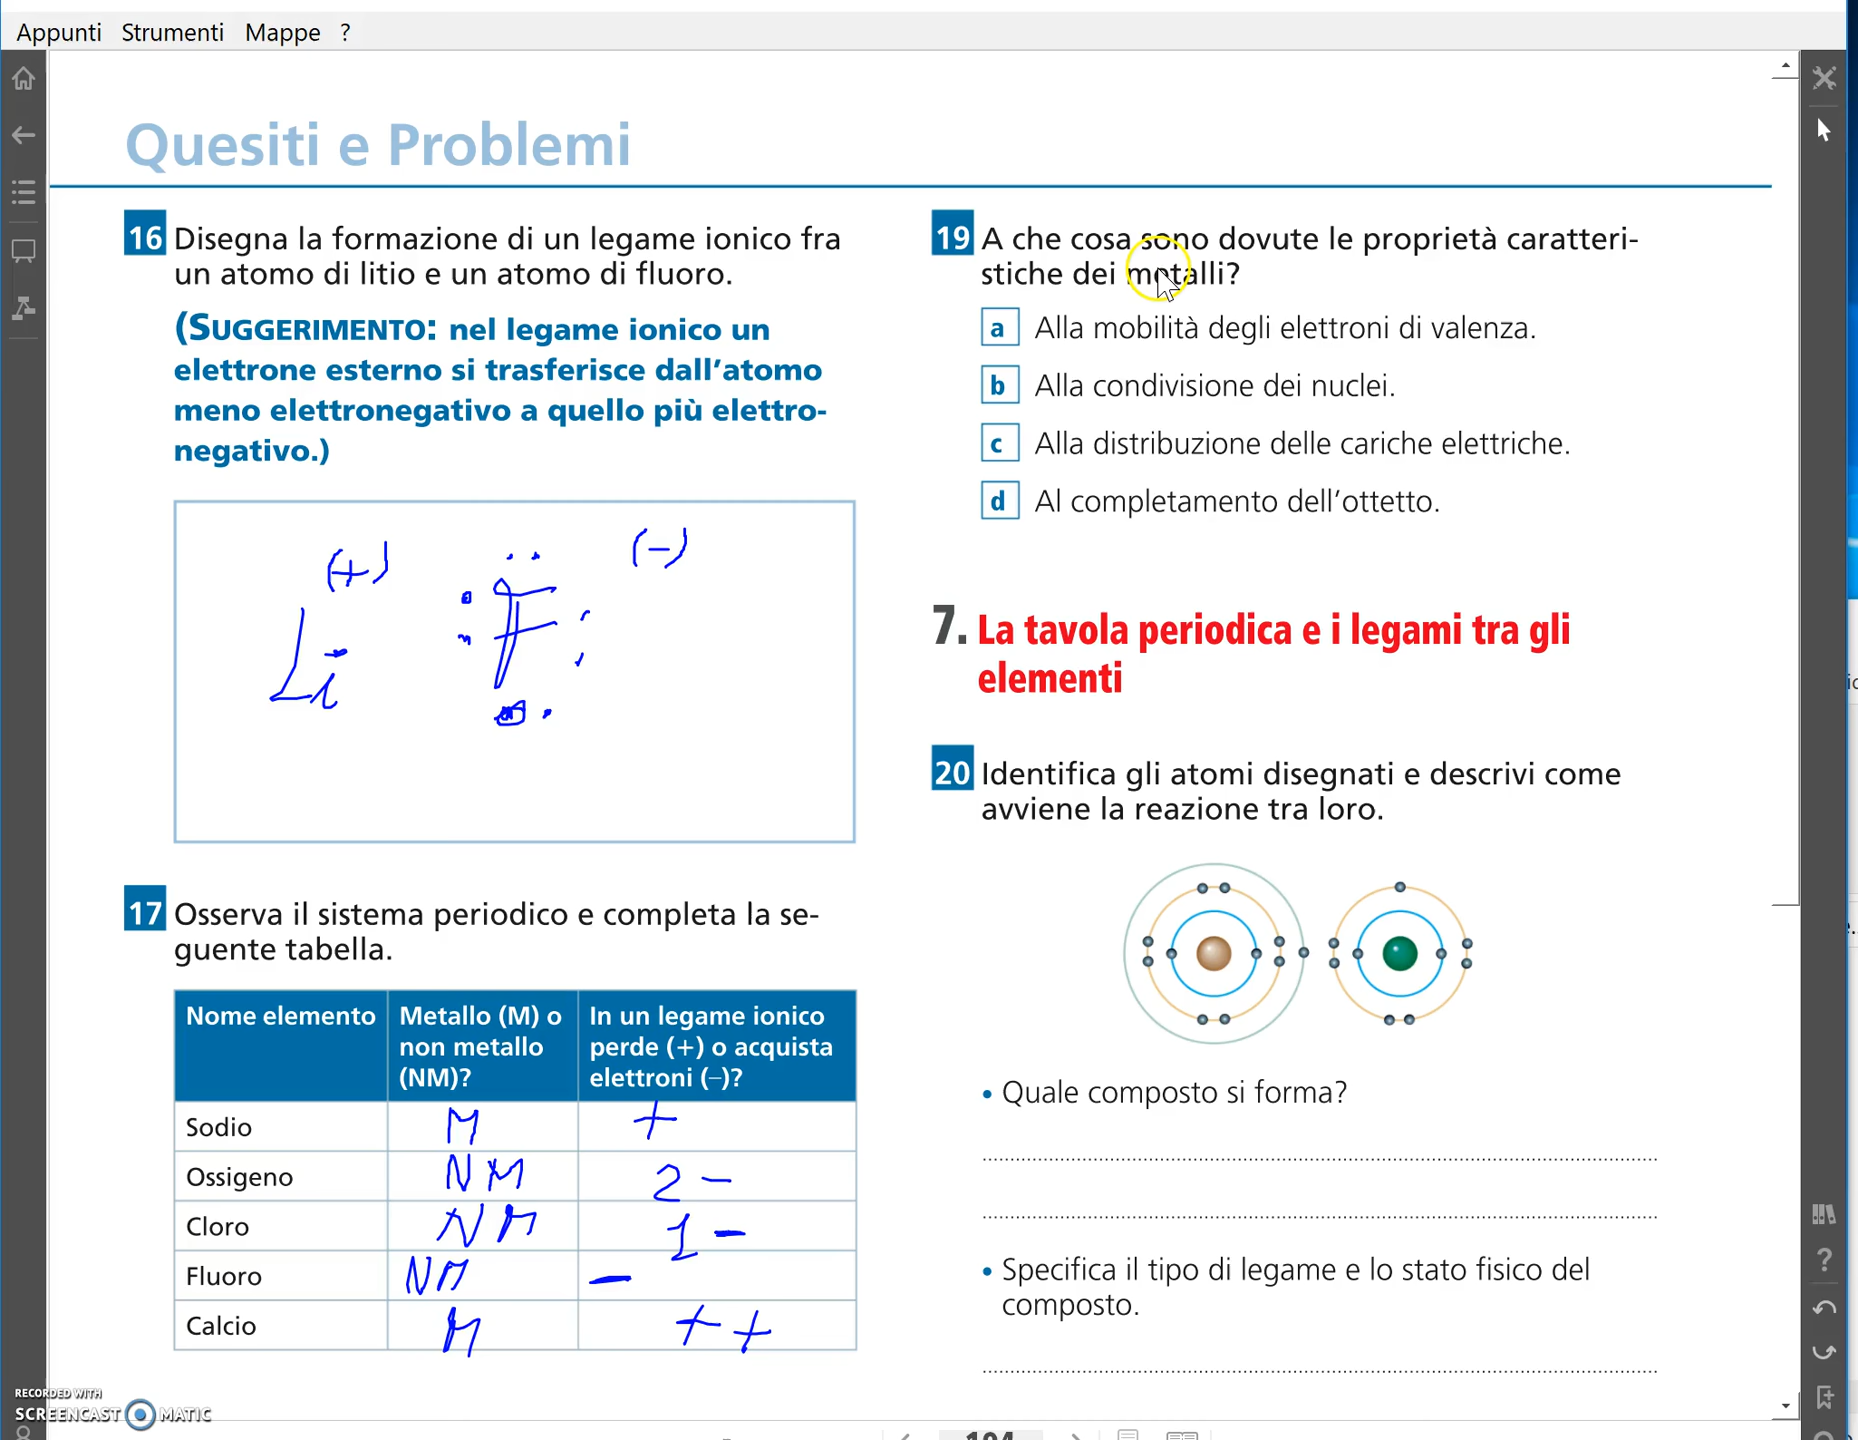 Appunti Strumenti Mappe ?
Quesiti e Problemi
16 Disegna la formazione di un legame ionico fra
un atomo di litio e un atomo di fluoro.
(SUGGERIMENTO: nel legame ionico un
elettrone esterno si trasferisce dall'atomo
meno elettronegativo a quello più elettro-
negativo.)
(+) (–)
Li F
17 Osserva il sistema periodico e completa la se-
guente tabella.
Nome elemento
Metallo (M) o
non metallo
(NM)?
In un legame ionico
perde (+) o acquista
elettroni (–)?
Sodio M +
Ossigeno NM 2 –
Cloro NM 1 –
Fluoro NM –
Calcio M ++
19 A che cosa sono dovute le proprietà caratteri-
stiche dei metalli?
a Alla mobilità degli elettroni di valenza.
b Alla condivisione dei nuclei.
c Alla distribuzione delle cariche elettriche.
d Al completamento dell'ottetto.
7. La tavola periodica e i legami tra gli
elementi
20 Identifica gli atomi disegnati e descrivi come
avviene la reazione tra loro.
• Quale composto si forma?
• Specifica il tipo di legame e lo stato fisico del
composto.
RECORDED WITH
SCREENCAST MATIC